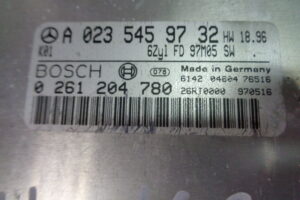 A 023 545 97 32 HW 18.96
K01 6Zyl FD 97M05 SW
BOSCH 078 Made in Germany
6142 04604 76516
0 261 204 780 26RT0000 970516